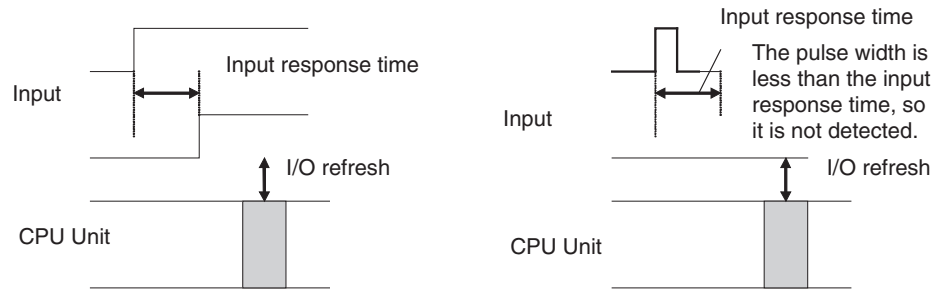 Input response time
Input
I/O refresh
CPU Unit
Input response time
The pulse width is
less than the input
response time, so
it is not detected.
Input
I/O refresh
CPU Unit